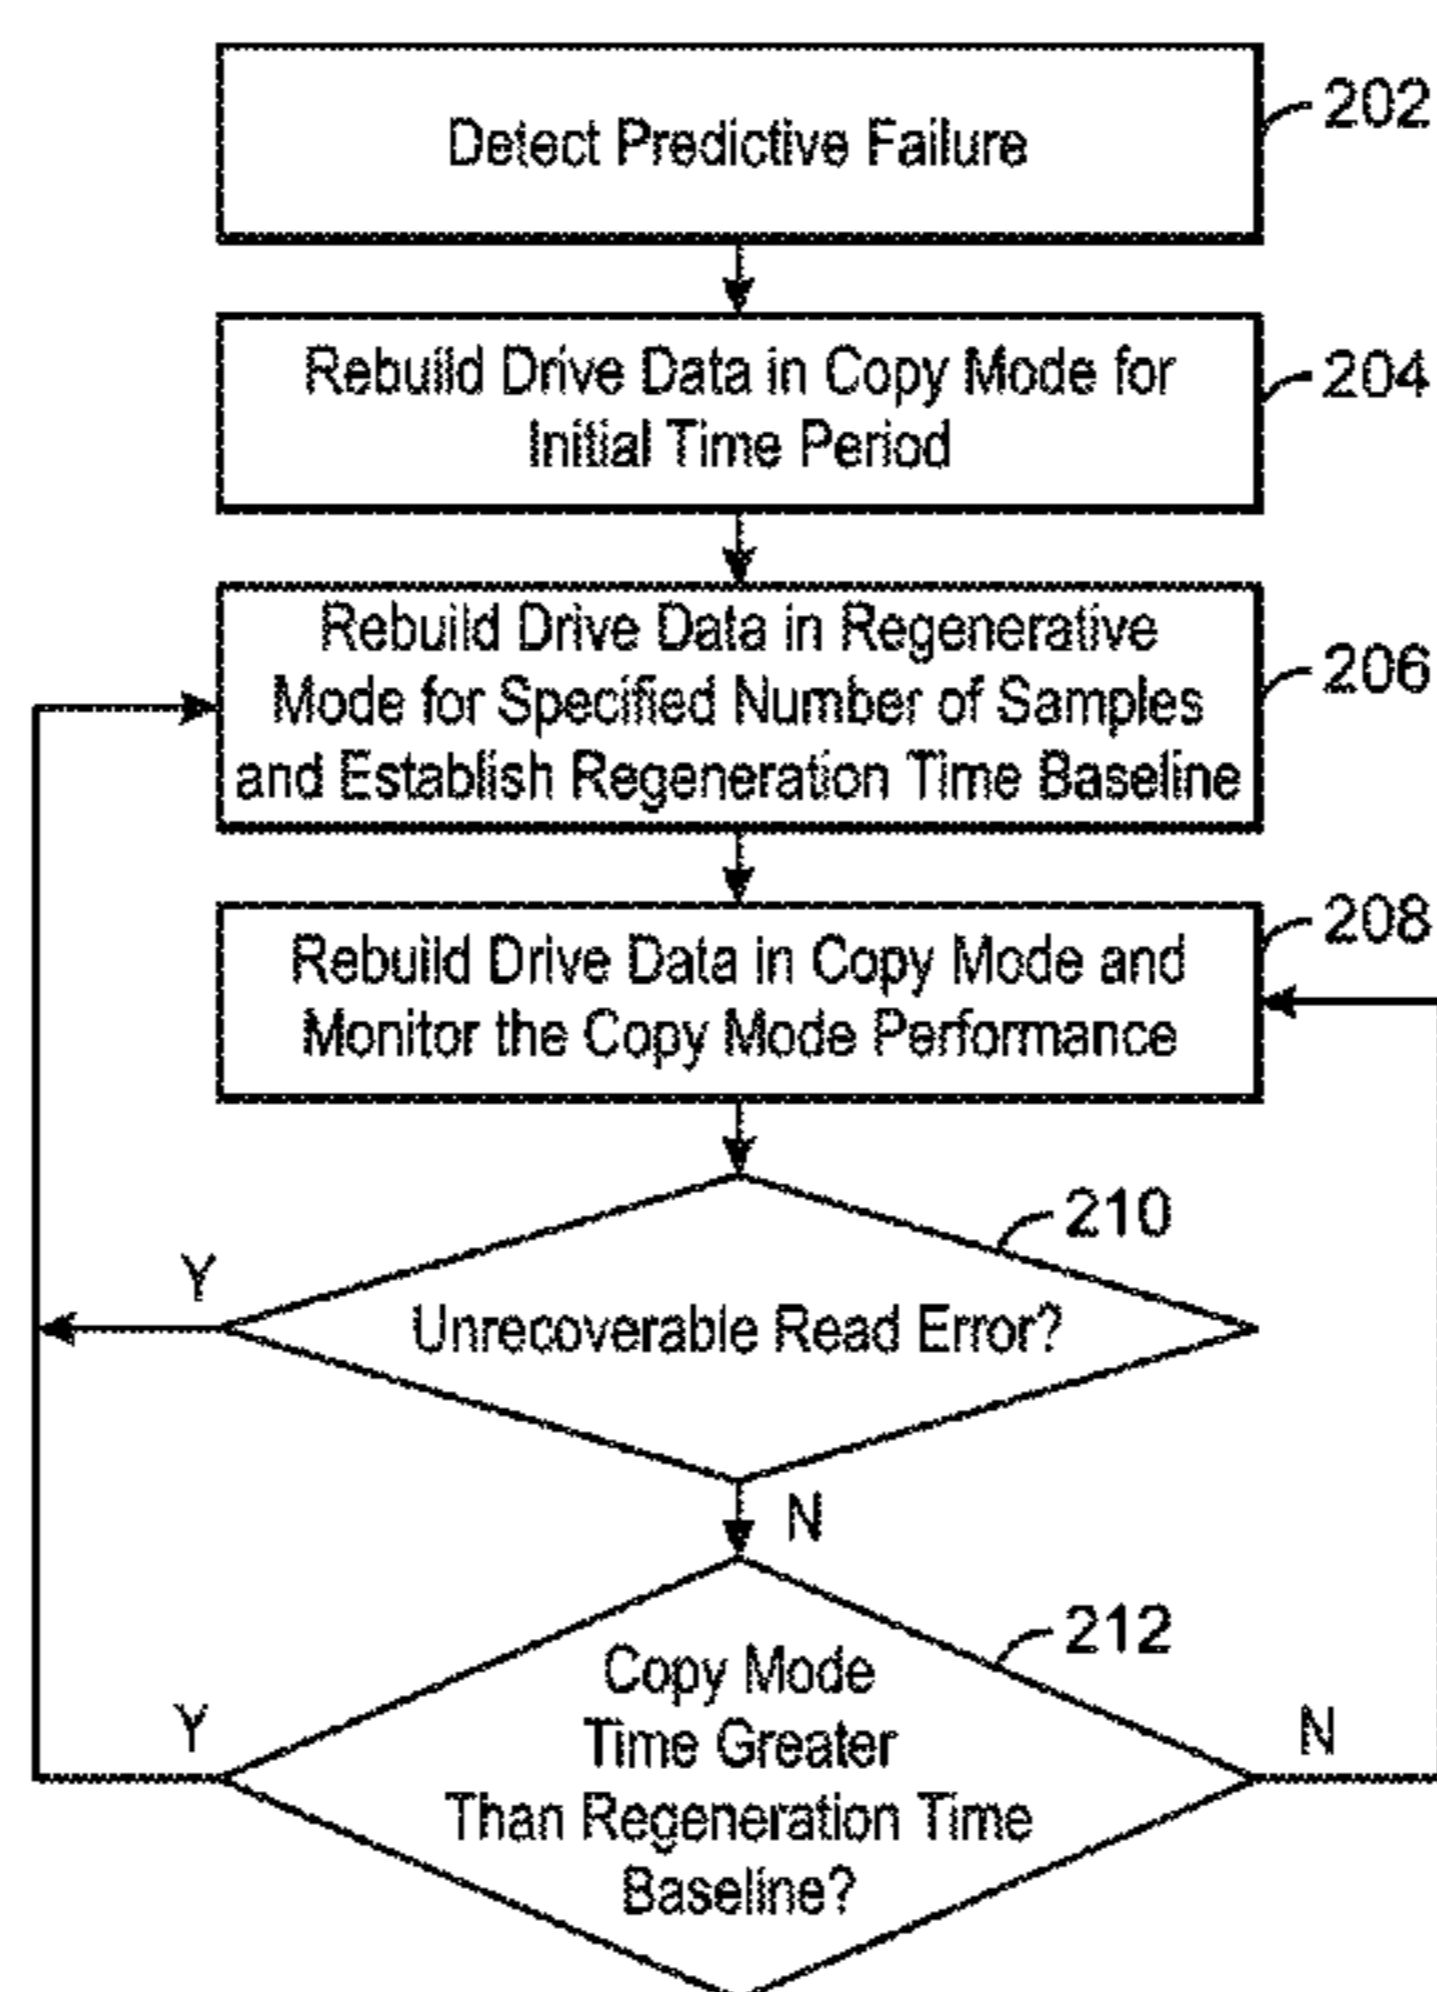 Detect Predictive Failure
202
Rebuild Drive Data in Copy Mode for
Initial Time Period
204
Rebuild Drive Data in Regenerative
Mode for Specified Number of Samples
and Establish Regeneration Time Baseline
206
Rebuild Drive Data in Copy Mode and
Monitor the Copy Mode Performance
208
210
Y
Unrecoverable Read Error?
N
212
Copy Mode
Time Greater
Than Regeneration Time
Baseline?
Y
N